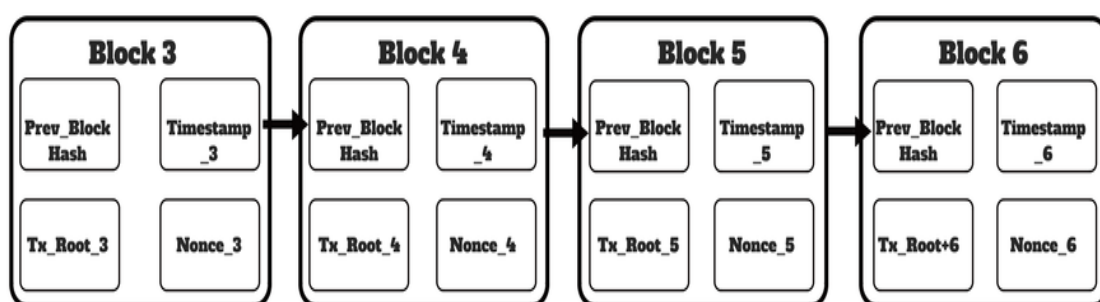 Block 3
Prev_Block
Hash
Timestamp
_3
Tx_Root_3
Nonce_3
Block 4
Prev_Block
Hash
Timestamp
_4
Tx_Root_4
Nonce_4
Block 5
Prev_Block
Hash
Timestamp
_5
Tx_Root_5
Nonce_5
Block 6
Prev_Block
Hash
Timestamp
_6
Tx_Root+6
Nonce_6